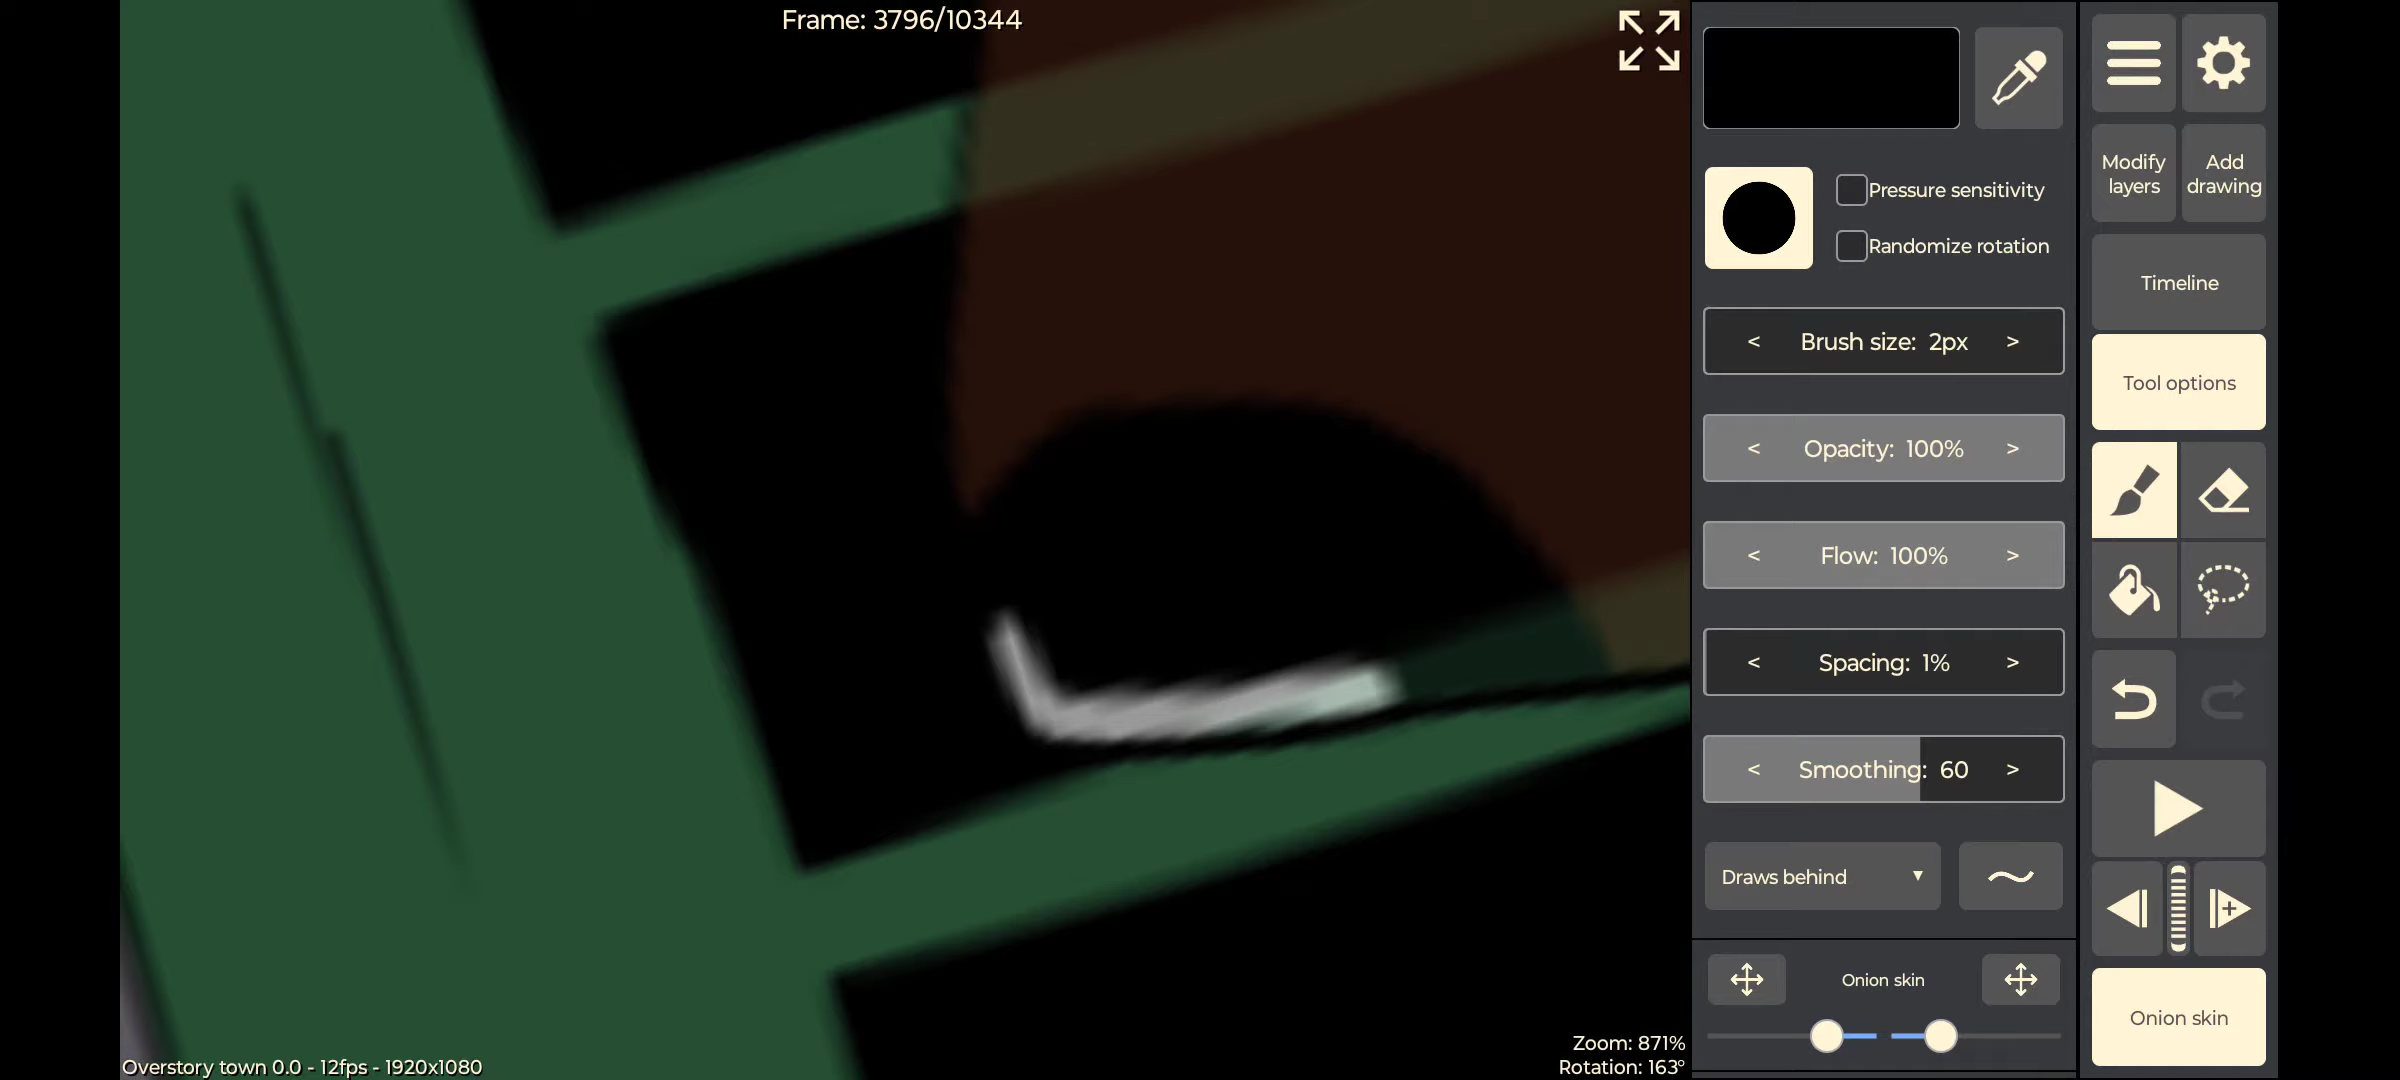 Frame: 3796/10344
Pressure sensitivity
Randomize rotation
< Brush size: 2px >
< Opacity: 100% >
< Flow: 100% >
< Spacing: 1% >
< Smoothing: 60 >
Draws behind
Onion skin
Modify
layers
Add
drawing
Timeline
Tool options
Onion skin
Zoom: 871%
Rotation: 163°
Overstory town 0.0 - 12fps - 1920x1080